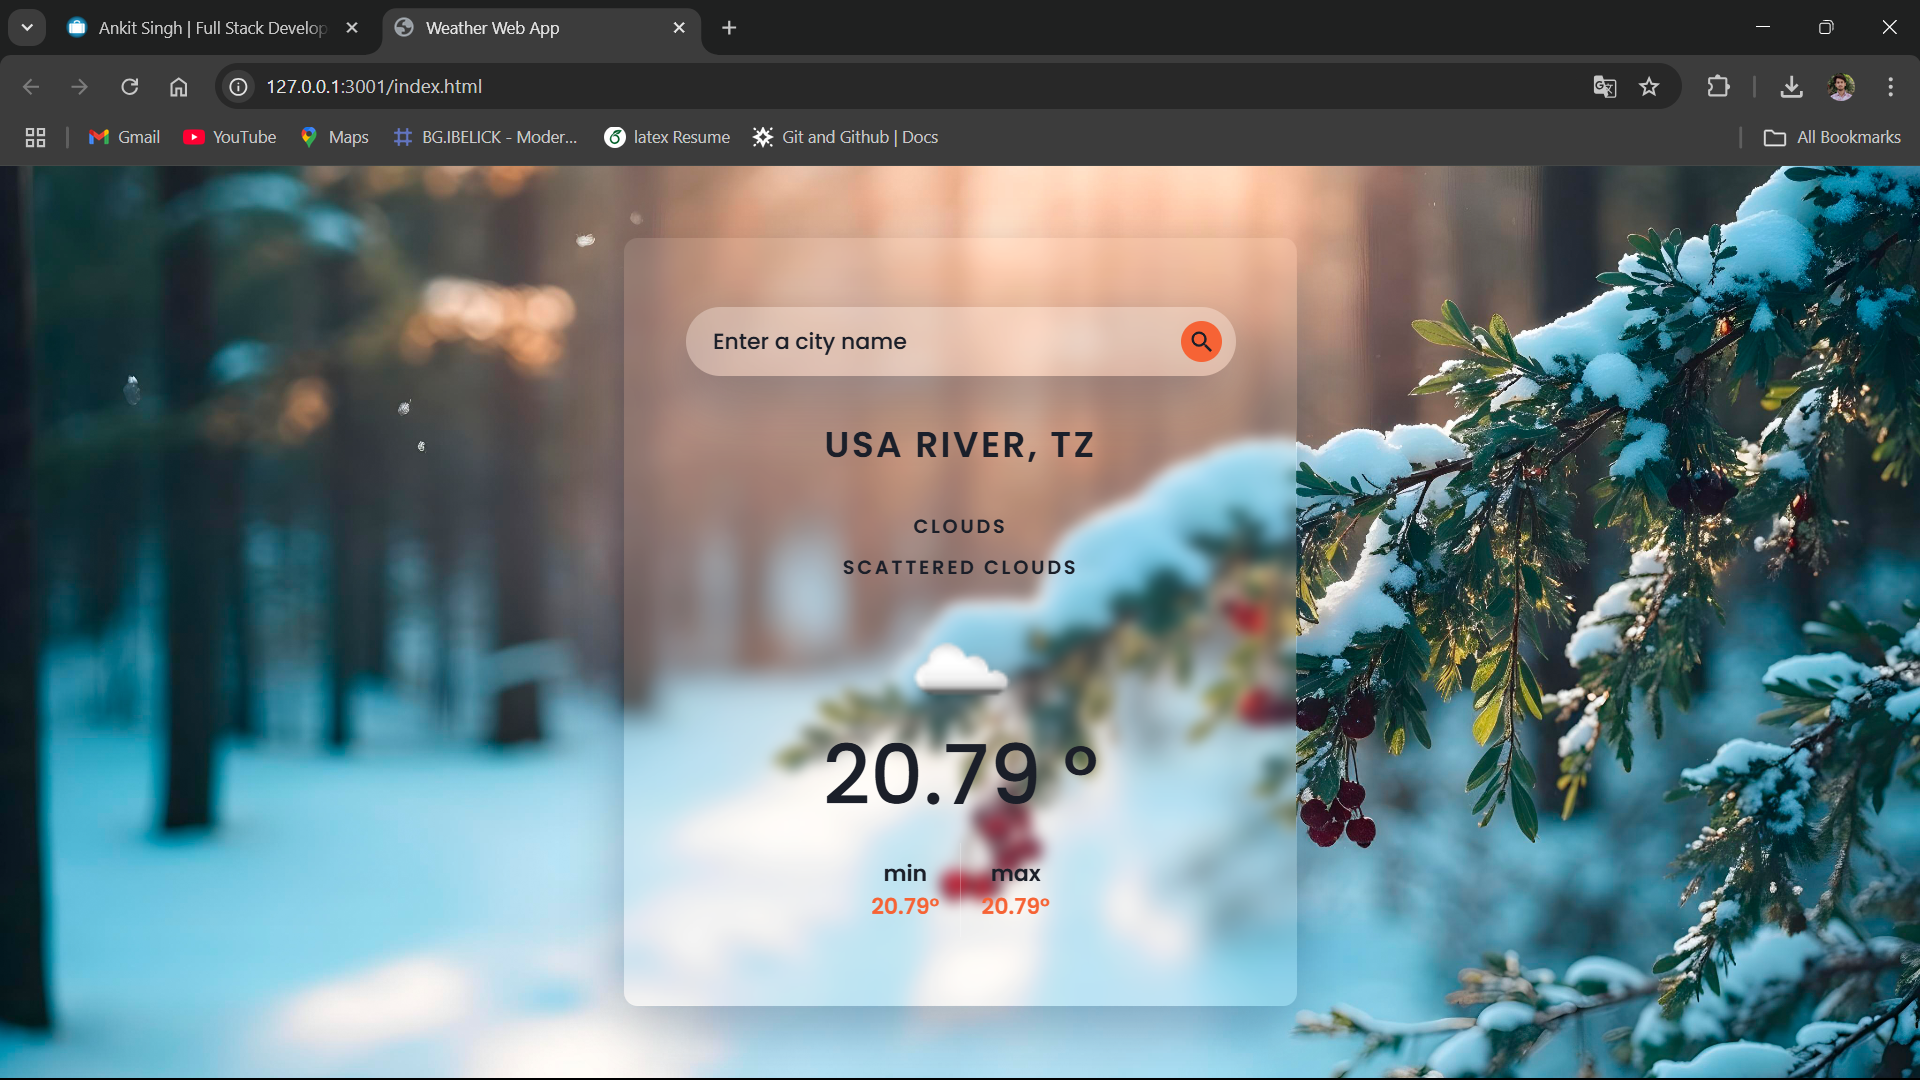 Ankit Singh | Full Stack Develop
Weather Web App
127.0.0.1:3001/index.html
Gmail
YouTube
Maps
BG.IBELICK - Moder...
latex Resume
Git and Github | Docs
All Bookmarks
Enter a city name
USA RIVER, TZ
CLOUDS
SCATTERED CLOUDS
20.79 °
min max
20.79° 20.79°